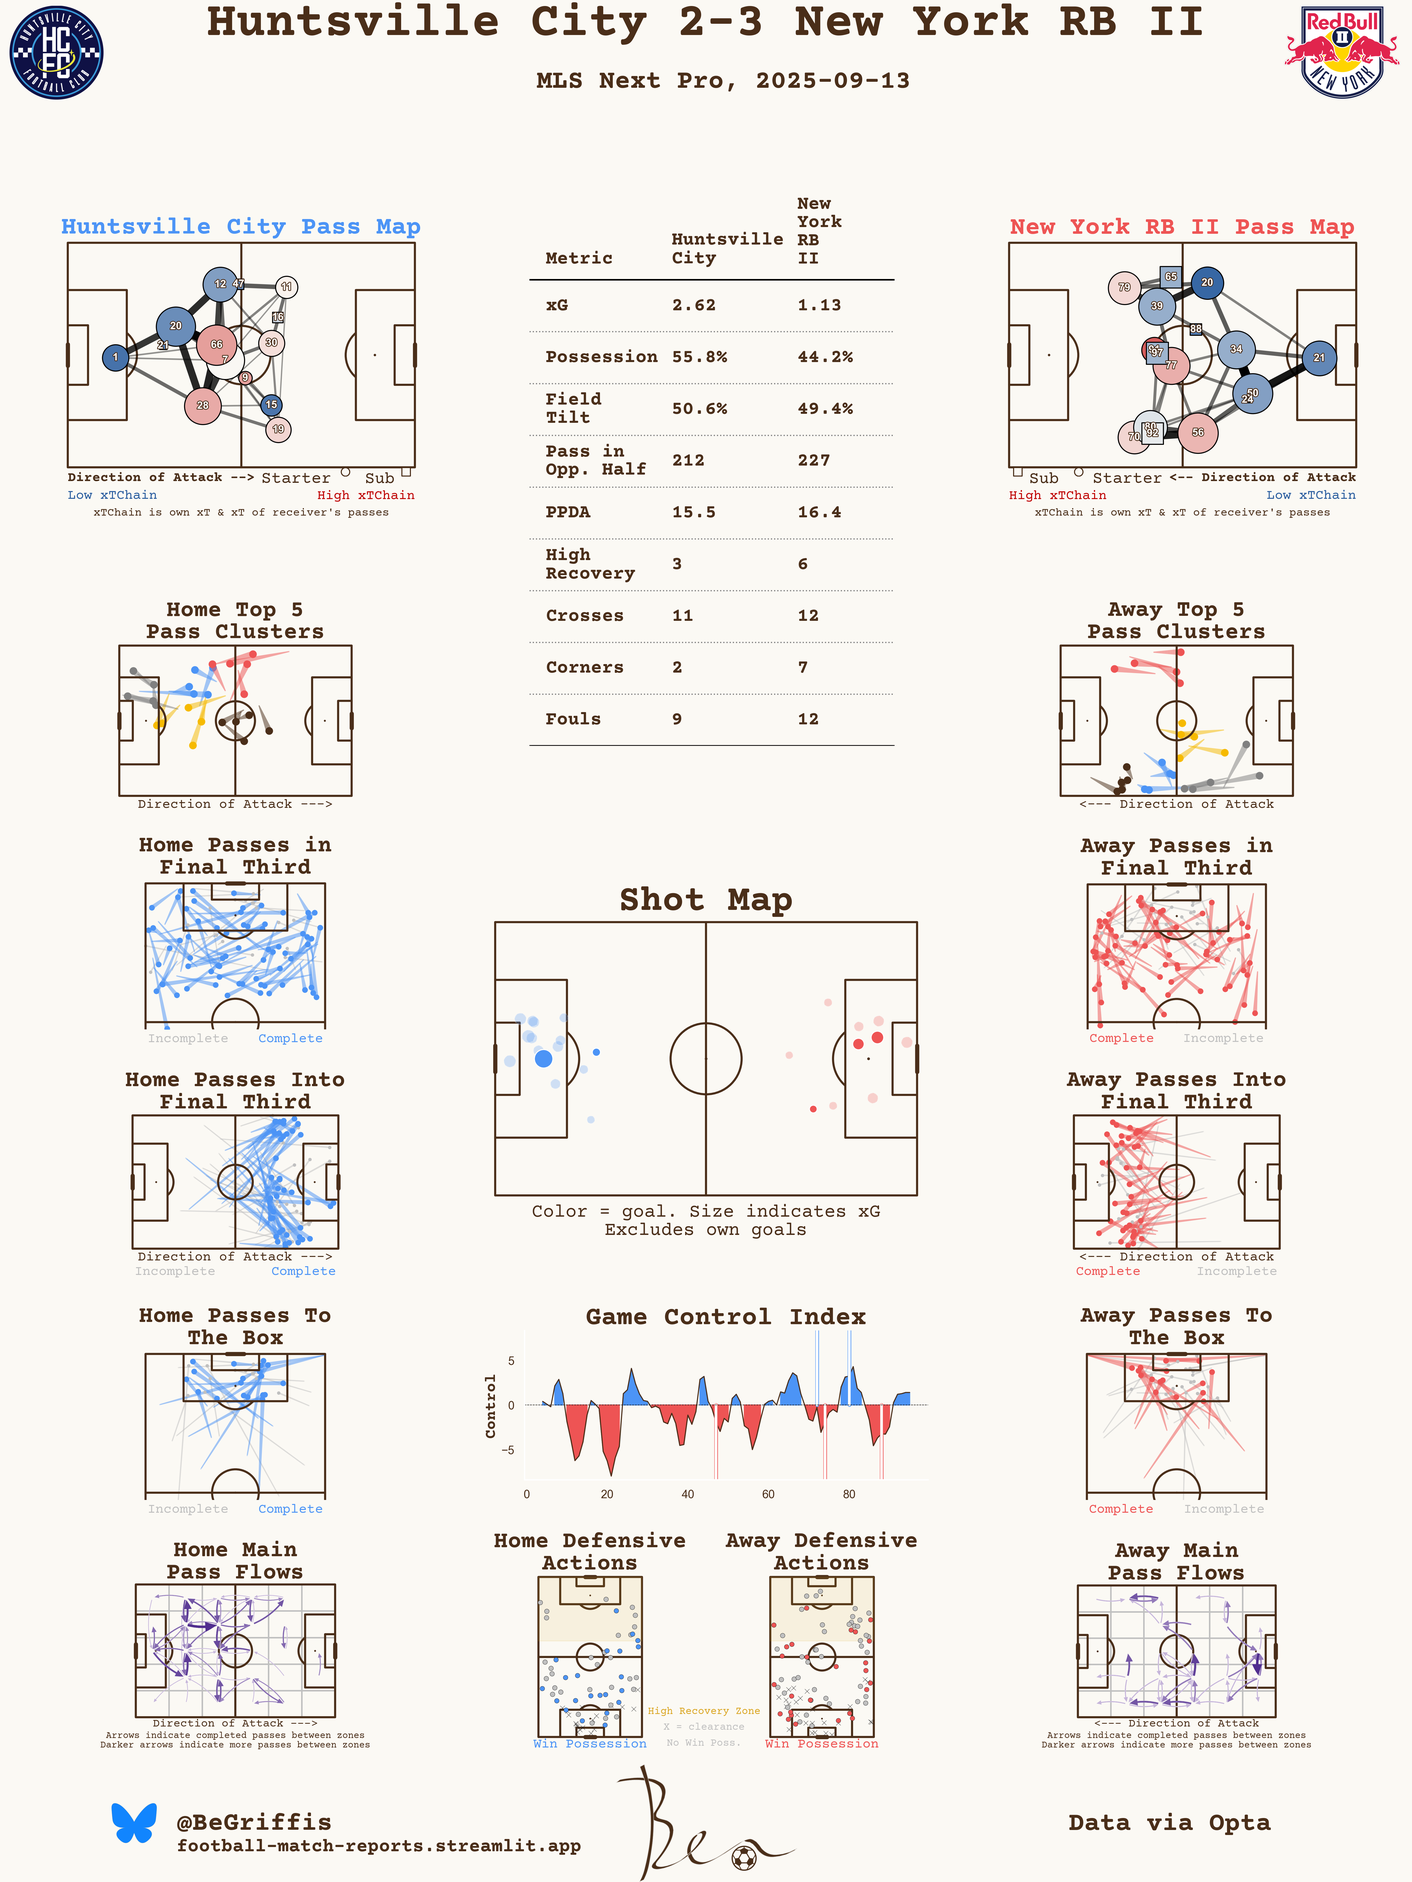 Huntsville City 2-3 New York RB II
MLS Next Pro, 2025-09-13
HUNTSVILLE CITY
HC
FC
FOOTBALL CLUB
Red Bull
II
NEW YORK
Huntsville City Pass Map
12
47
11
20
16
21
66
30
1
7
9
28
15
19
Direction of Attack --> Starter Sub
Low xTChain High xTChain
xTChain is own xT & xT of receiver's passes
Metric Huntsville City New York RB II
xG 2.62 1.13
Possession 55.8% 44.2%
Field Tilt 50.6% 49.4%
Pass in Opp. Half 212 227
PPDA 15.5 16.4
High Recovery 3 6
Crosses 11 12
Corners 2 7
Fouls 9 12
New York RB II Pass Map
79
65
20
39
88
97
34
77
21
50
24
80
70
92
56
Sub Starter <-- Direction of Attack
High xTChain Low xTChain
xTChain is own xT & xT of receiver's passes
Home Top 5
Pass Clusters
Direction of Attack --->
Away Top 5
Pass Clusters
<--- Direction of Attack
Home Passes in
Final Third
Incomplete Complete
Away Passes in
Final Third
Complete Incomplete
Shot Map
Color = goal. Size indicates xG
Excludes own goals
Home Passes Into
Final Third
Direction of Attack --->
Incomplete Complete
Away Passes Into
Final Third
<--- Direction of Attack
Complete Incomplete
Home Passes To
The Box
Incomplete Complete
Game Control Index
Control
5
0
−5
0 20 40 60 80
Away Passes To
The Box
Complete Incomplete
Home Main
Pass Flows
Direction of Attack --->
Arrows indicate completed passes between zones
Darker arrows indicate more passes between zones
Home Defensive
Actions
Win Possession
High Recovery Zone
X = clearance
No Win Poss.
Away Defensive
Actions
Win Possession
Away Main
Pass Flows
<--- Direction of Attack
Arrows indicate completed passes between zones
Darker arrows indicate more passes between zones
@BeGriffis
football-match-reports.streamlit.app
Ben
Data via Opta